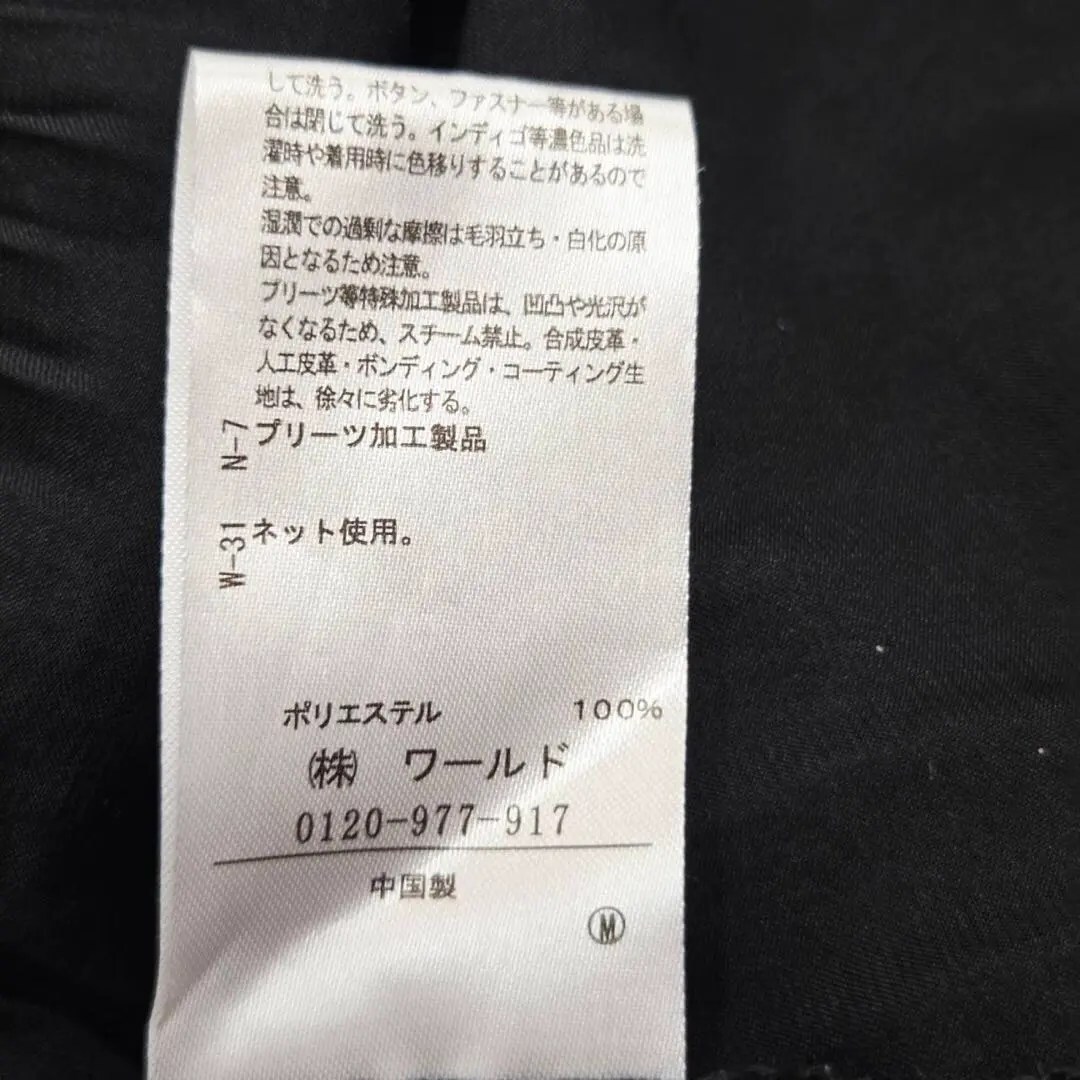 して洗う。ボタン、ファスナー等がある場
合は閉じて洗う。インディゴ等濃色品は洗
濯時や着用時に色移りすることがあるので
注意。
湿潤での過剰な摩擦は毛羽立ち・白化の原
因となるため注意。
プリーツ等特殊加工製品は、凹凸や光沢が
なくなるため、スチーム禁止。合成皮革・
人工皮革・ボンディング・コーティング生
地は、徐々に劣化する。
N-7 プリーツ加工製品
W-31 ネット使用。
ポリエステル 100%
㈱ ワールド
0120-977-917
中国製
Ⓜ